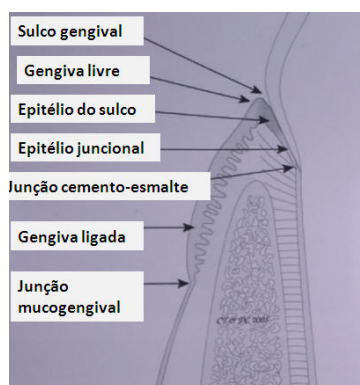 Sulco gengival
Gengiva livre
Epitélio do sulco
Epitélio juncional
Junção cemento-esmalte
Gengiva ligada
Junção
mucogengival